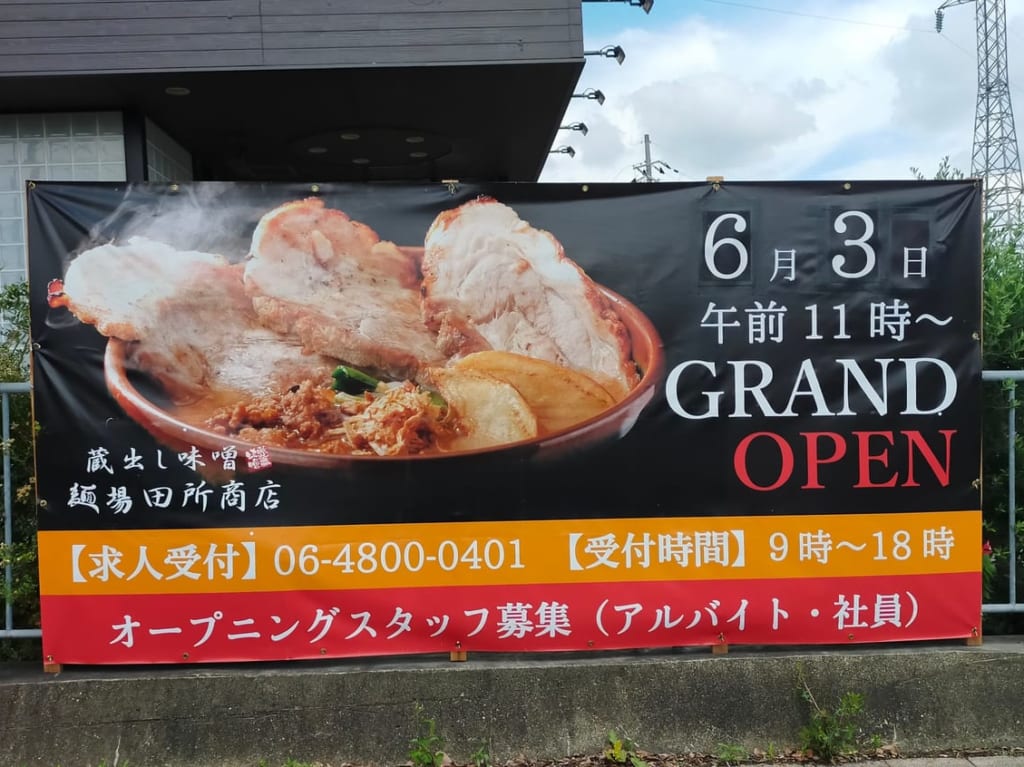 6月3日
午前11時～
GRAND
OPEN
蔵出し味噌
麺場田所商店
【求人受付】06-4800-0401 【受付時間】9時～18時
オープニングスタッフ募集（アルバイト・社員）